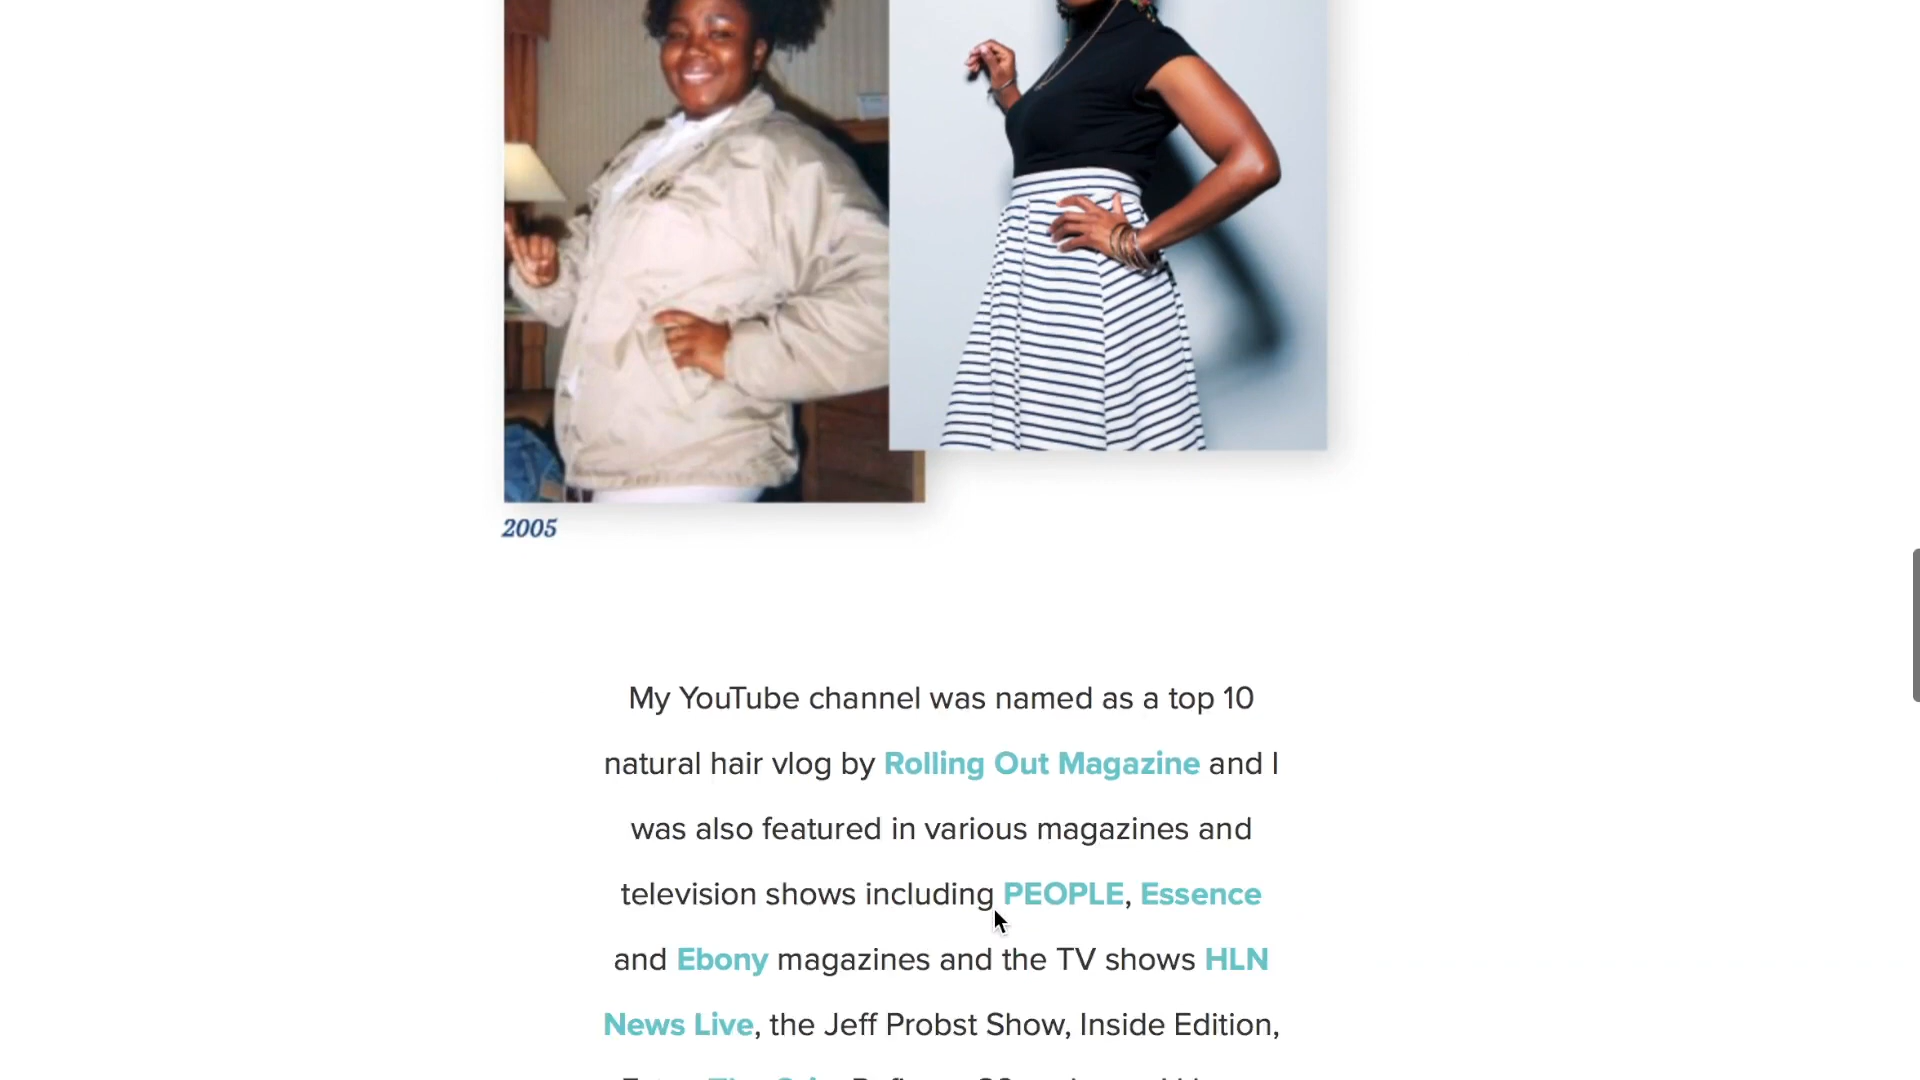 2005
My YouTube channel was named as a top 10
natural hair vlog by Rolling Out Magazine and I
was also featured in various magazines and
television shows including PEOPLE, Essence
and Ebony magazines and the TV shows HLN
News Live, the Jeff Probst Show, Inside Edition,